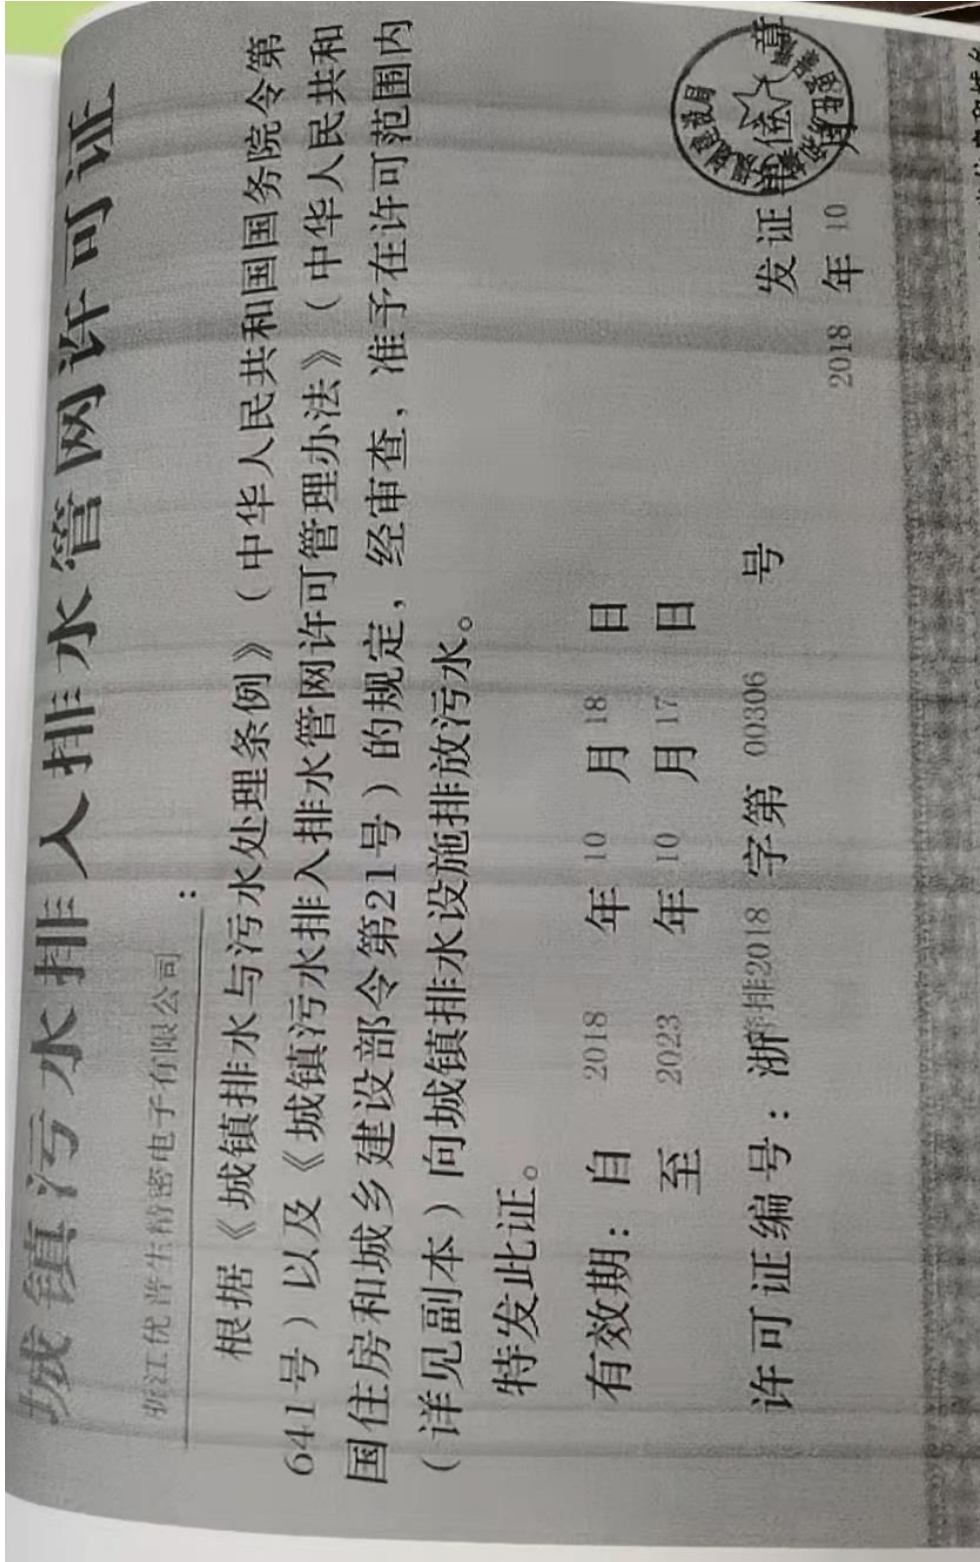 城镇污水排入排水管网许可证
浙江优普生精密电子有限公司：
根据《城镇排水与污水处理条例》（中华人民共和国国务院令第
641号）以及《城镇污水排入排水管网许可管理办法》（中华人民共和
国住房和城乡建设部令第21号）的规定，经审查，准予在许可范围内
（详见副本）向城镇排水设施排放污水。
特发此证。
有效期：自 2018 年 10 月 18 日
至 2023 年 10 月 17 日
许可证编号：浙 排2018 字第 00306 号
发证单位 章
2018 年 10 月